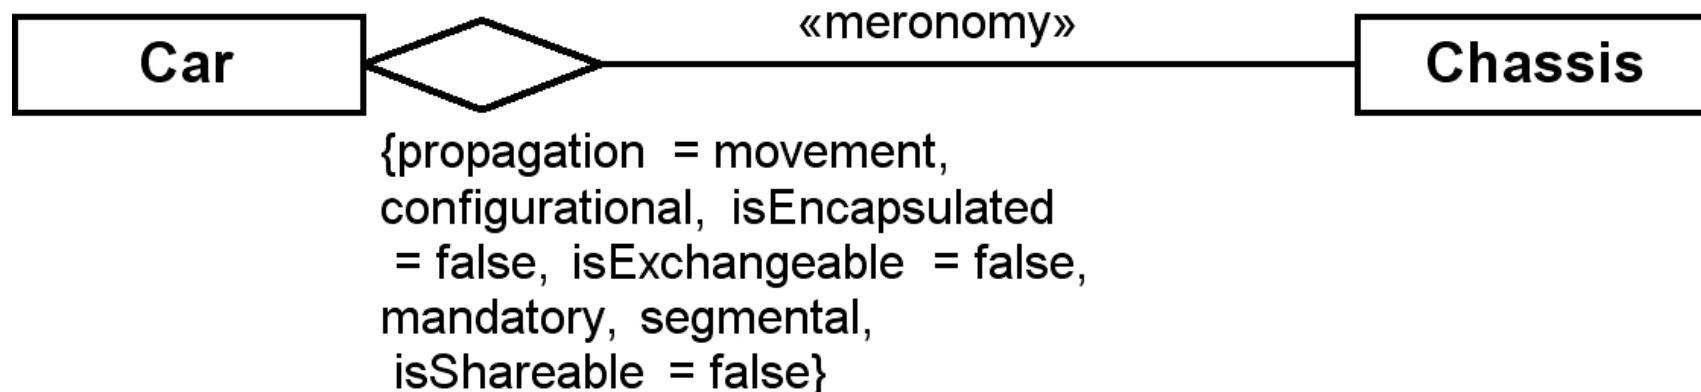 «meronomy»
Car
Chassis
{propagation = movement,
configurational, isEncapsulated
= false, isExchangeable = false,
mandatory, segmental,
isShareable = false}